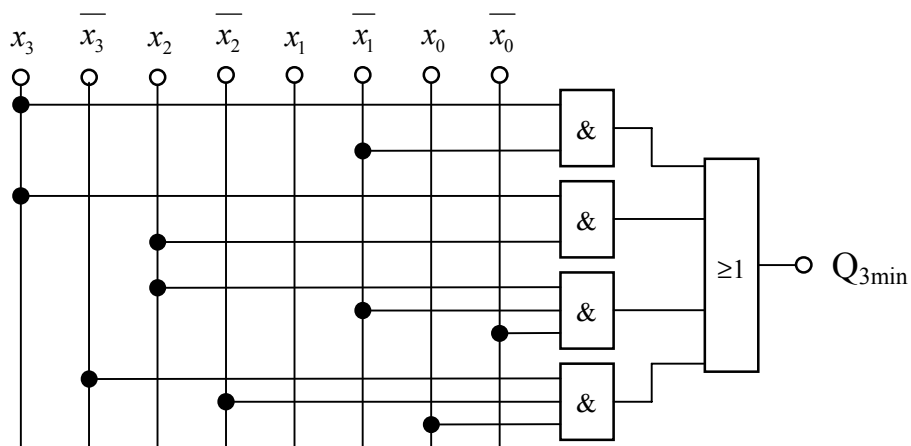 x₃ x̅₃ x₂ x̅₂ x₁ x̅₁ x₀ x̅₀
&
&
≥1 Q₃min
&
&